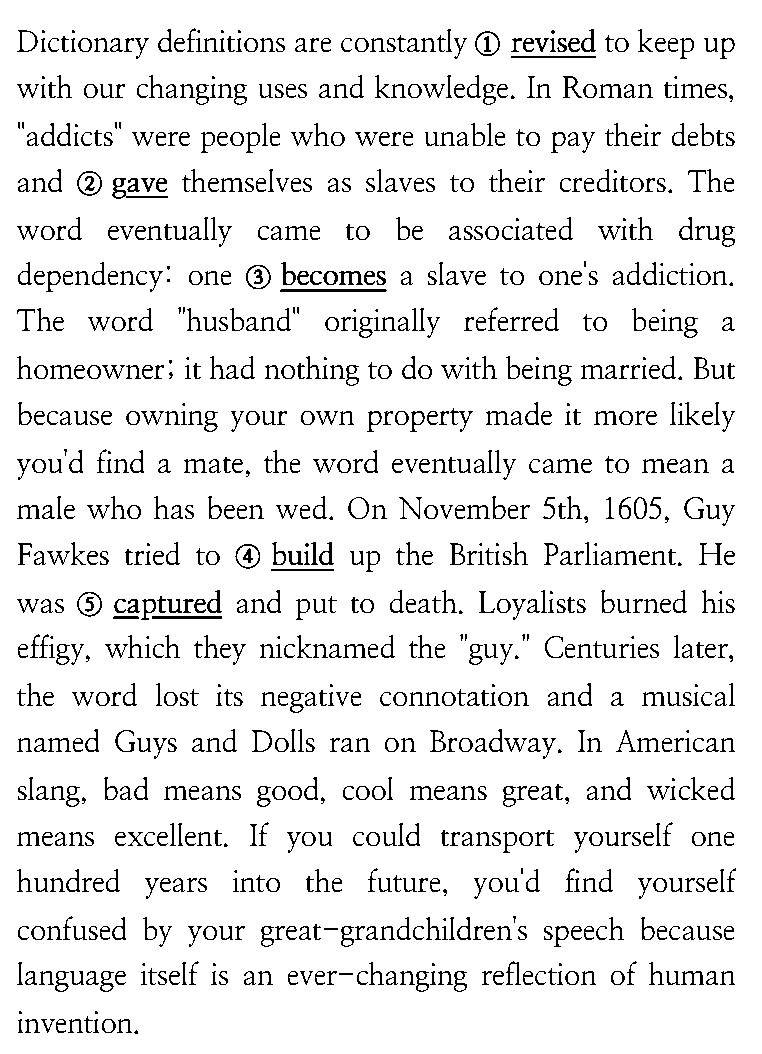 Dictionary definitions are constantly ① revised to keep up
with our changing uses and knowledge. In Roman times,
"addicts" were people who were unable to pay their debts
and ② gave themselves as slaves to their creditors. The
word eventually came to be associated with drug
dependency: one ③ becomes a slave to one's addiction.
The word "husband" originally referred to being a
homeowner; it had nothing to do with being married. But
because owning your own property made it more likely
you'd find a mate, the word eventually came to mean a
male who has been wed. On November 5th, 1605, Guy
Fawkes tried to ④ build up the British Parliament. He
was ⑤ captured and put to death. Loyalists burned his
effigy, which they nicknamed the "guy." Centuries later,
the word lost its negative connotation and a musical
named Guys and Dolls ran on Broadway. In American
slang, bad means good, cool means great, and wicked
means excellent. If you could transport yourself one
hundred years into the future, you'd find yourself
confused by your great-grandchildren's speech because
language itself is an ever-changing reflection of human
invention.